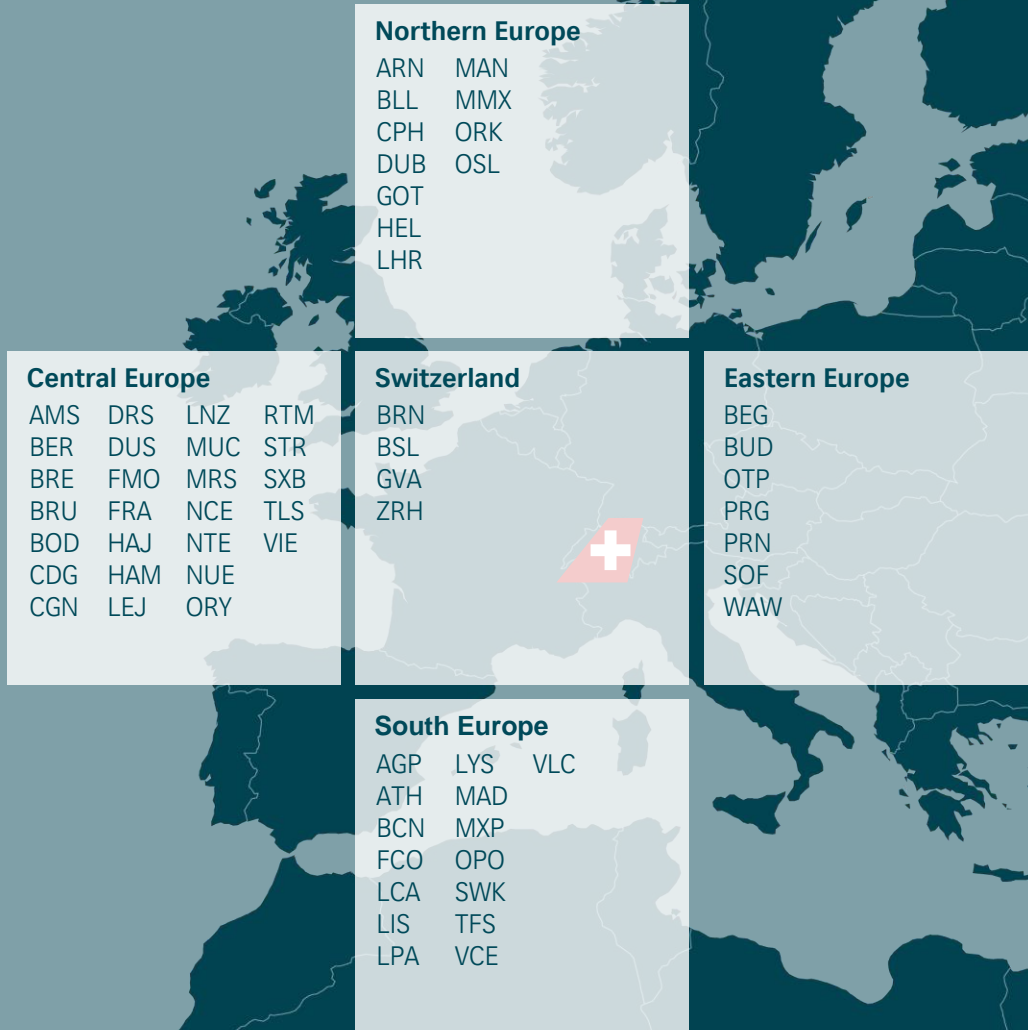 Northern Europe
ARN MAN
BLL MMX
CPH ORK
DUB OSL
GOT
HEL
LHR
Central Europe
AMS DRS LNZ RTM
BER DUS MUC STR
BRE FMO MRS SXB
BRU FRA NCE TLS
BOD HAJ NTE VIE
CDG HAM NUE
CGN LEJ ORY
Switzerland
BRN
BSL
GVA
ZRH
Eastern Europe
BEG
BUD
OTP
PRG
PRN
SOF
WAW
South Europe
AGP LYS VLC
ATH MAD
BCN MXP
FCO OPO
LCA SWK
LIS TFS
LPA VCE